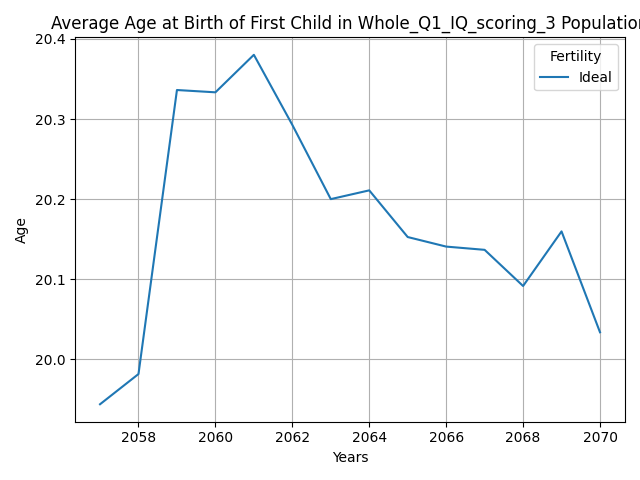 Average Age at Birth of First Child in Whole_Q1_IQ_scoring_3 Population
20.4
20.3
20.2
20.1
20.0
Age
Fertility
Ideal
2058 2060 2062 2064 2066 2068 2070
Years